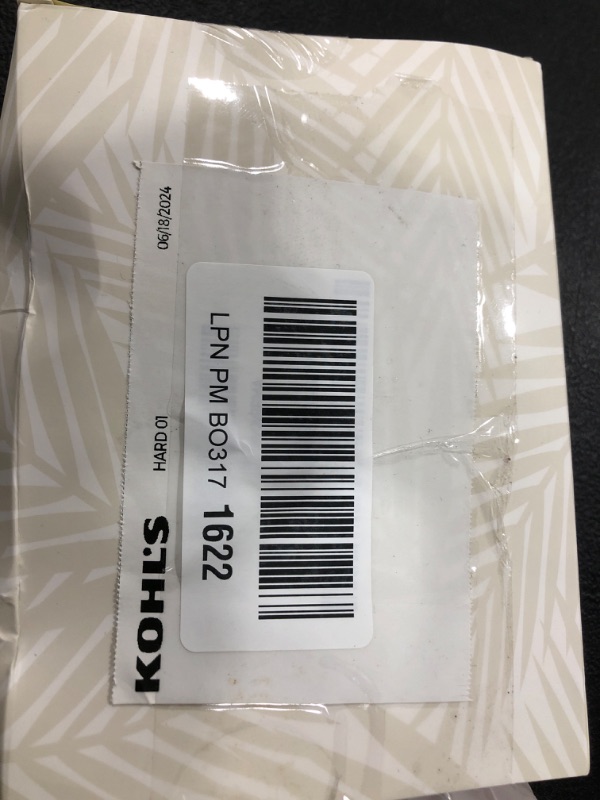 KOHL'S
HARD 01
06/18/2024
LPN PM BO317 1622